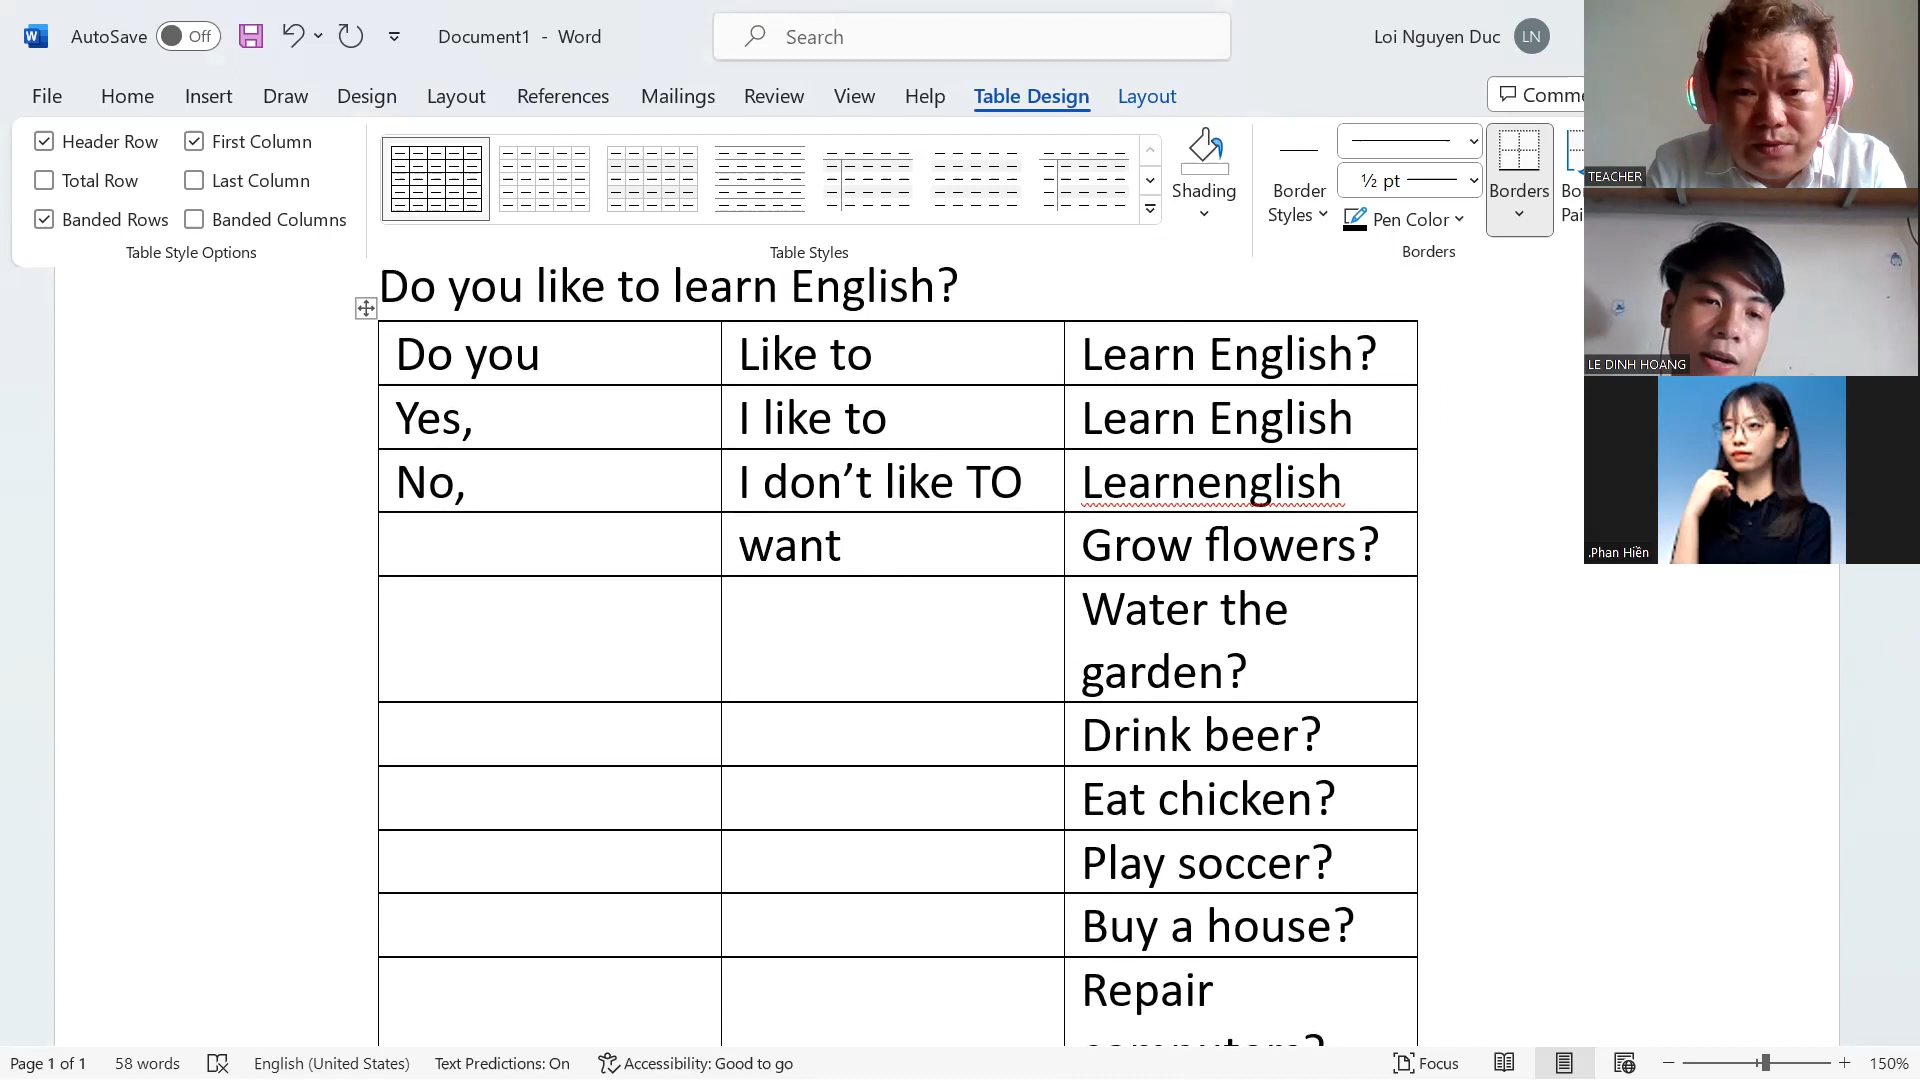 AutoSave Off Document1 - Word Search Loi Nguyen Duc LN
File Home Insert Draw Design Layout References Mailings Review View Help Table Design Layout Comme
Header Row First Column
Total Row Last Column
Banded Rows Banded Columns
Table Style Options
Table Styles
Shading
Border
Styles
½ pt
Pen Color
Borders
Bo
Pai
Borders
TEACHER
LE DINH HOANG
.Phan Hiền
Do you like to learn English?
Do you Like to Learn English?
Yes, I like to Learn English
No, I don’t like TO Learnenglish
want Grow flowers?
Water the
garden?
Drink beer?
Eat chicken?
Play soccer?
Buy a house?
Repair
computers?
Page 1 of 1 58 words English (United States) Text Predictions: On Accessibility: Good to go Focus 150%